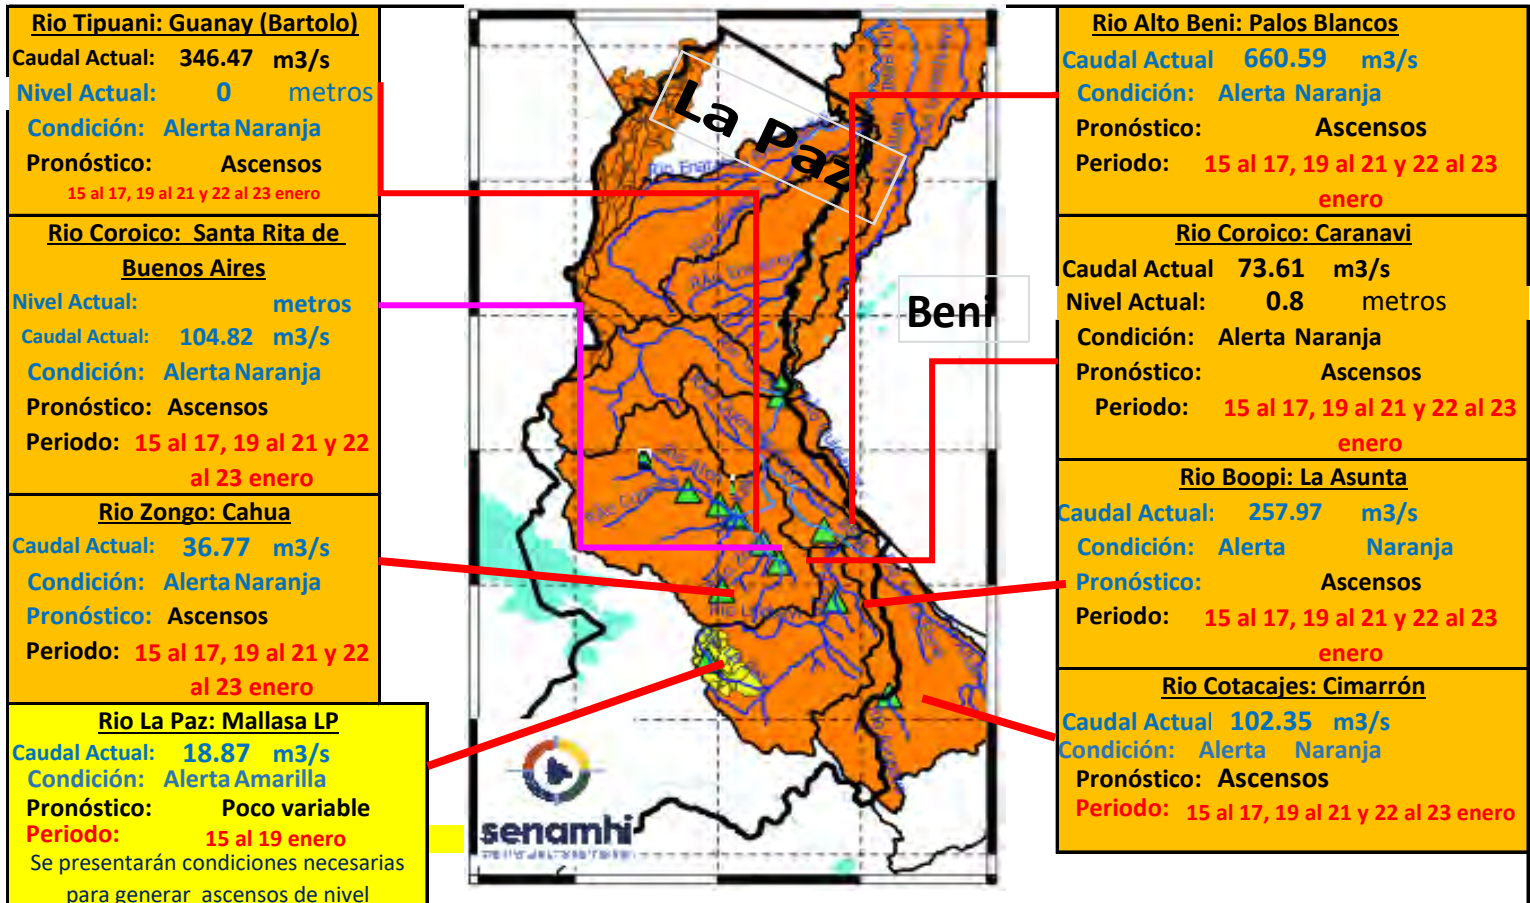 Rio Tipuani: Guanay (Bartolo)
Caudal Actual: 346.47 m3/s
Nivel Actual: 0 metros
Condición: Alerta Naranja
Pronóstico: Ascensos
15 al 17, 19 al 21 y 22 al 23 enero
Rio Coroico: Santa Rita de
Buenos Aires
Nivel Actual: metros
Caudal Actual: 104.82 m3/s
Condición: Alerta Naranja
Pronóstico: Ascensos
Periodo: 15 al 17, 19 al 21 y 22
al 23 enero
Rio Zongo: Cahua
Caudal Actual: 36.77 m3/s
Condición: Alerta Naranja
Pronóstico: Ascensos
Periodo: 15 al 17, 19 al 21 y 22
al 23 enero
Rio La Paz: Mallasa LP
Caudal Actual: 18.87 m3/s
Condición: Alerta Amarilla
Pronóstico: Poco variable
Periodo: 15 al 19 enero
Se presentarán condiciones necesarias
para generar ascensos de nivel
La Paz
Beni
senamhi
Rio Alto Beni: Palos Blancos
Caudal Actual 660.59 m3/s
Condición: Alerta Naranja
Pronóstico: Ascensos
Periodo: 15 al 17, 19 al 21 y 22 al 23
enero
Rio Coroico: Caranavi
Caudal Actual 73.61 m3/s
Nivel Actual: 0.8 metros
Condición: Alerta Naranja
Pronóstico: Ascensos
Periodo: 15 al 17, 19 al 21 y 22 al 23
enero
Rio Boopi: La Asunta
Caudal Actual: 257.97 m3/s
Condición: Alerta Naranja
Pronóstico: Ascensos
Periodo: 15 al 17, 19 al 21 y 22 al 23
enero
Rio Cotacajes: Cimarrón
Caudal Actual 102.35 m3/s
Condición: Alerta Naranja
Pronóstico: Ascensos
Periodo: 15 al 17, 19 al 21 y 22 al 23 enero